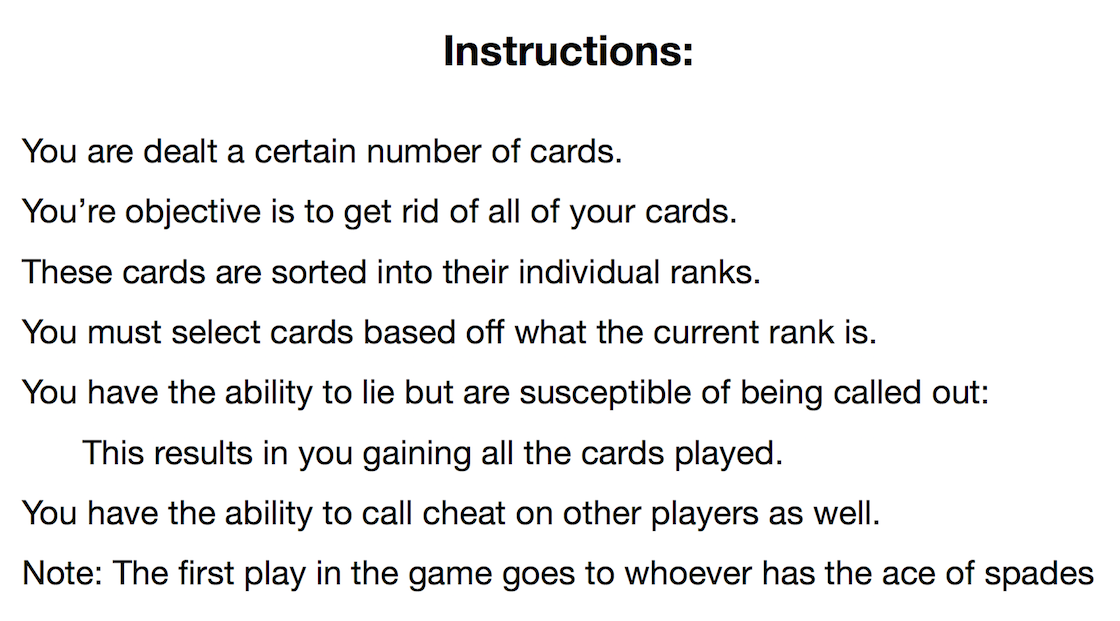 Instructions:
You are dealt a certain number of cards.
You’re objective is to get rid of all of your cards.
These cards are sorted into their individual ranks.
You must select cards based off what the current rank is.
You have the ability to lie but are susceptible of being called out:
This results in you gaining all the cards played.
You have the ability to call cheat on other players as well.
Note: The first play in the game goes to whoever has the ace of spades